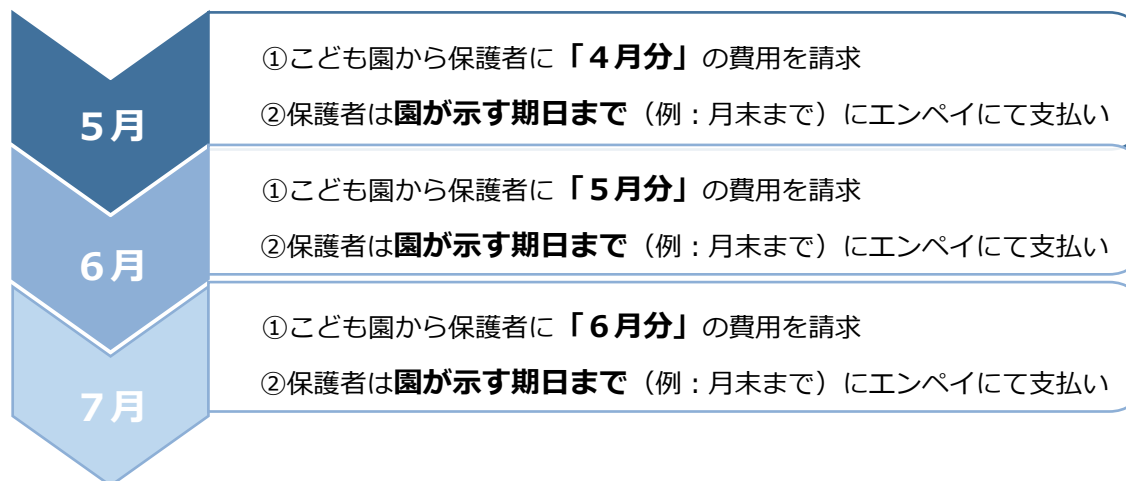 5月
①こども園から保護者に「４月分」の費用を請求
②保護者は園が示す期日まで（例：月末まで）にエンペイにて支払い
6月
①こども園から保護者に「５月分」の費用を請求
②保護者は園が示す期日まで（例：月末まで）にエンペイにて支払い
7月
①こども園から保護者に「６月分」の費用を請求
②保護者は園が示す期日まで（例：月末まで）にエンペイにて支払い